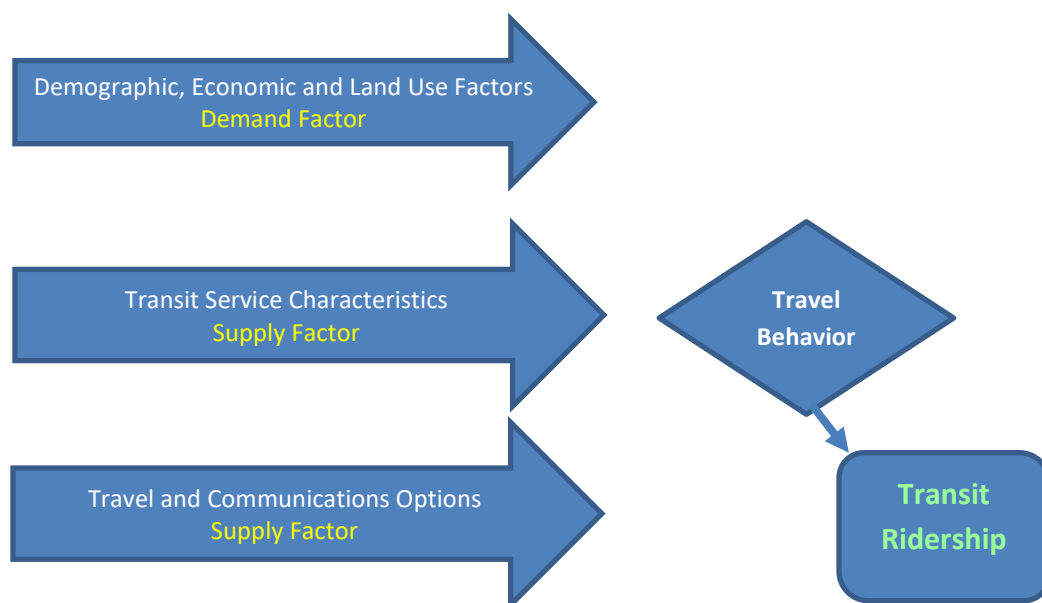 Demographic, Economic and Land Use Factors
Demand Factor
Transit Service Characteristics
Supply Factor
Travel
Behavior
Travel and Communications Options
Supply Factor
Transit
Ridership